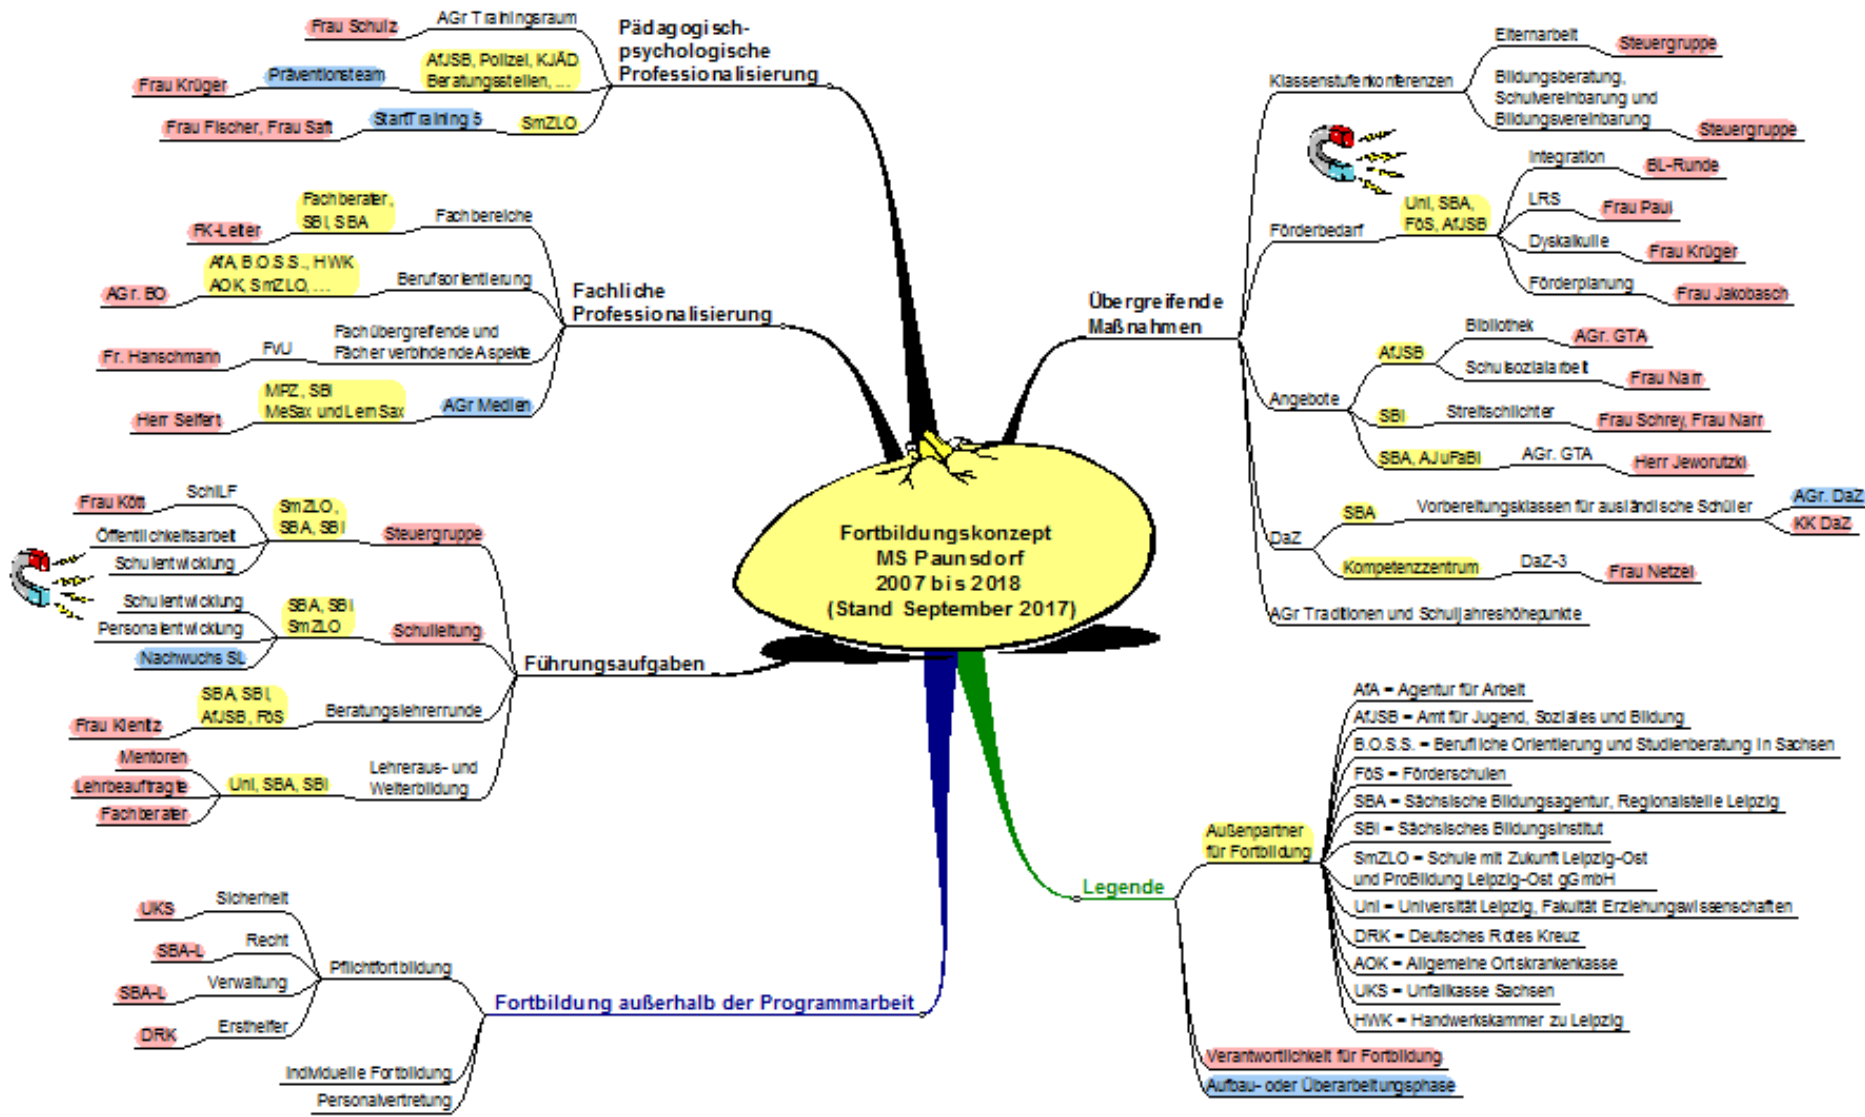 Fortbildungskonzept
MS Paunsdorf
2007 bis 2018
(Stand September 2017)
Pädagogisch-
psychologische
Professionalisierung
AGr Trainingsraum
Frau Schulz
AfJSB, Polizei, KJÄD
Beratungsstellen, ...
Präventionsteam
Frau Krüger
SmZLO
StartTraining 5
Frau Fischer, Frau Saft
Fachliche
Professionalisierung
Fachbereiche
Fachberater,
SBI, SBA
FK-Leiter
Berufsorientierung
AfA, B.O.S.S., HWK
AOK, SmZLO, ...
AGr. BO
Fachübergreifende und
Fächer verbindende Aspekte
FvU
Fr. Hanschmann
AGr Medien
MPZ, SBI
MeSax und LernSax
Herr Seifert
Führungsaufgaben
Steuergruppe
SmZLO,
SBA, SBI
SchiLF
Frau Kött
Öffentlichkeitsarbeit
Schulentwicklung
Schulleitung
SBA, SBI
SmZLO
Schulentwicklung
Personalentwicklung
Nachwuchs SL
Beratungslehrerrunde
SBA, SBI,
AfJSB, FöS
Frau Kienitz
Lehreraus- und
Weiterbildung
Uni, SBA, SBI
Mentoren
Lehrbeauftragte
Fachberater
Fortbildung außerhalb der Programmarbeit
Pflichtfortbildung
Sicherheit
UKS
Recht
SBA-L
Verwaltung
SBA-L
Ersthelfer
DRK
Individuelle Fortbildung
Personalvertretung
Übergreifende
Maßnahmen
Klassenstufenkonferenzen
Elternarbeit
Steuergruppe
Bildungsberatung,
Schulvereinbarung und
Bildungsvereinbarung
Steuergruppe
Förderbedarf
Uni, SBA,
FöS, AfJSB
Integration
BL-Runde
LRS
Frau Paul
Dyskalkulie
Frau Krüger
Förderplanung
Frau Jakobasch
Angebote
AfJSB
Bibliothek
AGr. GTA
Schulsozialarbeit
Frau Narr
SBI
Streitschlichter
Frau Schrey, Frau Narr
SBA, AJuFaBi
AGr. GTA
Herr Jeworutzki
DaZ
SBA
Vorbereitungsklassen für ausländische Schüler
AGr. DaZ
KK DaZ
Kompetenzzentrum
DaZ-3
Frau Netzel
AGr Traditionen und Schuljahreshöhepunkte
Legende
Außenpartner
für Fortbildung
AfA = Agentur für Arbeit
AfJSB = Amt für Jugend, Soziales und Bildung
B.O.S.S. = Berufliche Orientierung und Studienberatung in Sachsen
FöS = Förderschulen
SBA = Sächsische Bildungsagentur, Regionalstelle Leipzig
SBI = Sächsisches Bildungsinstitut
SmZLO = Schule mit Zukunft Leipzig-Ost
und ProBildung Leipzig-Ost gGmbH
Uni = Universität Leipzig, Fakultät Erziehungswissenschaften
DRK = Deutsches Rotes Kreuz
AOK = Allgemeine Ortskrankenkasse
UKS = Unfallkasse Sachsen
HWK = Handwerkskammer zu Leipzig
Verantwortlichkeit für Fortbildung
Aufbau- oder Überarbeitungsphase